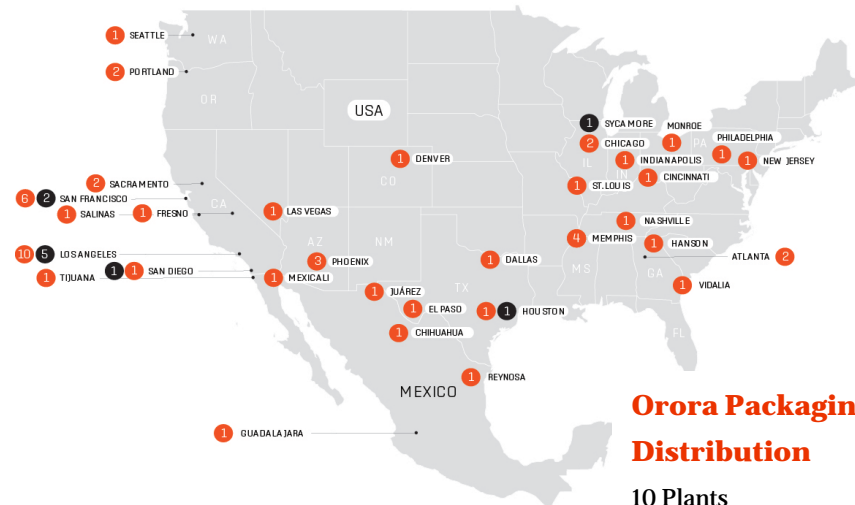 1 SEATTLE
WA
2 PORTLAND
OR
USA
1 SYCAMORE
MONROE
1
2 CHICAGO
PA
PHILADELPHIA
1
1 NEW JERSEY
IL
IN
1 INDIANAPOLIS
1 CINCINNATI
1 ST.LOUIS
1 DENVER
CO
2 SACRAMENTO
6 2 SAN FRANCISCO
CA
1 SALINAS
1 FRESNO
1 LAS VEGAS
1 NASHVILLE
4 MEMPHIS
1 HANSON
ATLANTA 2
10 5 LOS ANGELES
AZ
NM
3 PHOENIX
1 DALLAS
MS
GA
1 TIJUANA
1 1 SAN DIEGO
1 MEXICALI
1 VIDALIA
1 JUÁREZ
TX
1 EL PASO
1 1 HOUSTON
1 CHIHUAHUA
FL
1 REYNOSA
MEXICO
1 GUADALAJARA
Orora Packagin
Distribution
10 Plants